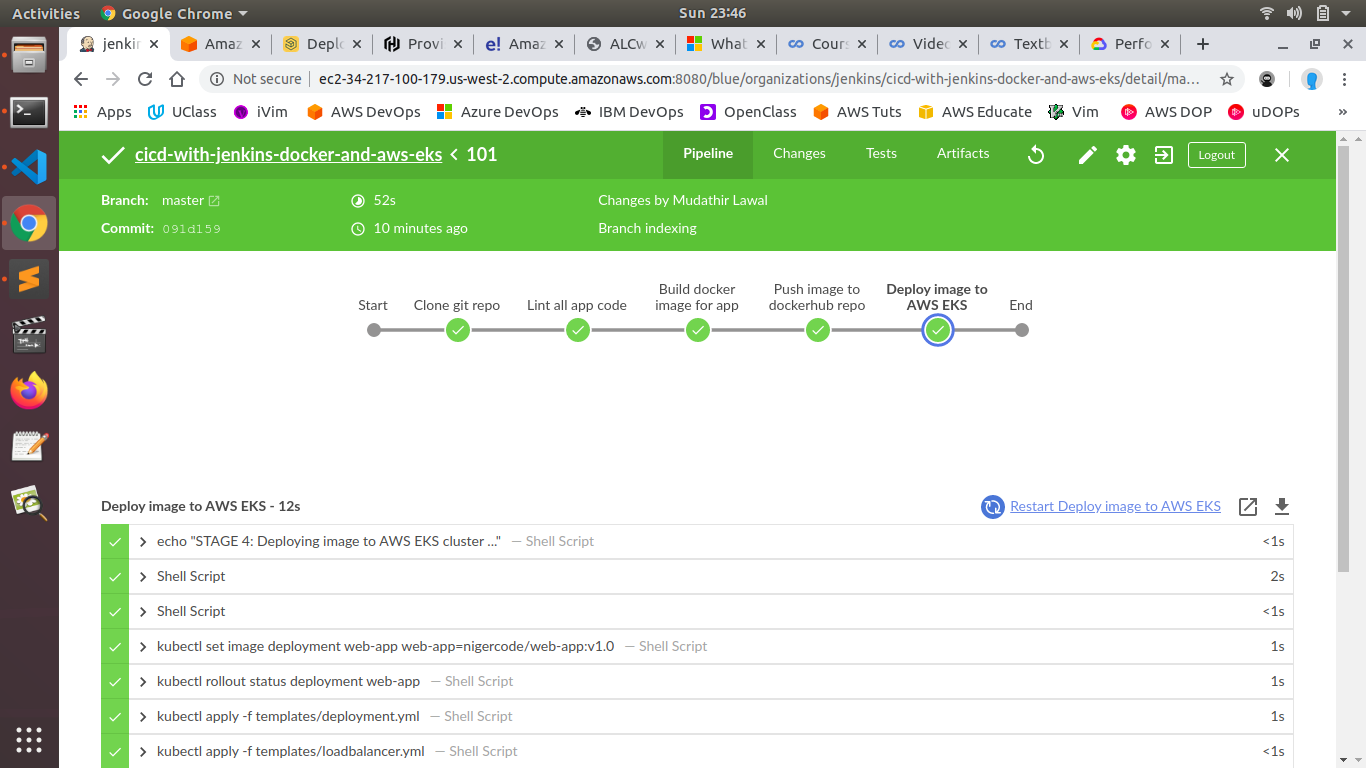 Activities Google Chrome Sun 23:46
jenkin Amaz Deplo Provi Amaz ALCw What Cours Video Textb Perfo
Not secure ec2-34-217-100-179.us-west-2.compute.amazonaws.com:8080/blue/organizations/jenkins/cicd-with-jenkins-docker-and-aws-eks/detail/ma...
Apps UClass iVim AWS DevOps Azure DevOps IBM DevOps OpenClass AWS Tuts AWS Educate Vim AWS DOP uDOPs »
cicd-with-jenkins-docker-and-aws-eks < 101 Pipeline Changes Tests Artifacts Logout
Branch: master 52s Changes by Mudathir Lawal
Commit: 091d159 10 minutes ago Branch indexing
Start
Clone git repo
Lint all app code
Build docker
image for app
Push image to
dockerhub repo
Deploy image to
AWS EKS
End
Deploy image to AWS EKS - 12s Restart Deploy image to AWS EKS
echo "STAGE 4: Deploying image to AWS EKS cluster ..." — Shell Script <1s
Shell Script 2s
Shell Script <1s
kubectl set image deployment web-app web-app=nigercode/web-app:v1.0 — Shell Script 1s
kubectl rollout status deployment web-app — Shell Script 1s
kubectl apply -f templates/deployment.yml — Shell Script 1s
kubectl apply -f templates/loadbalancer.yml — Shell Script <1s